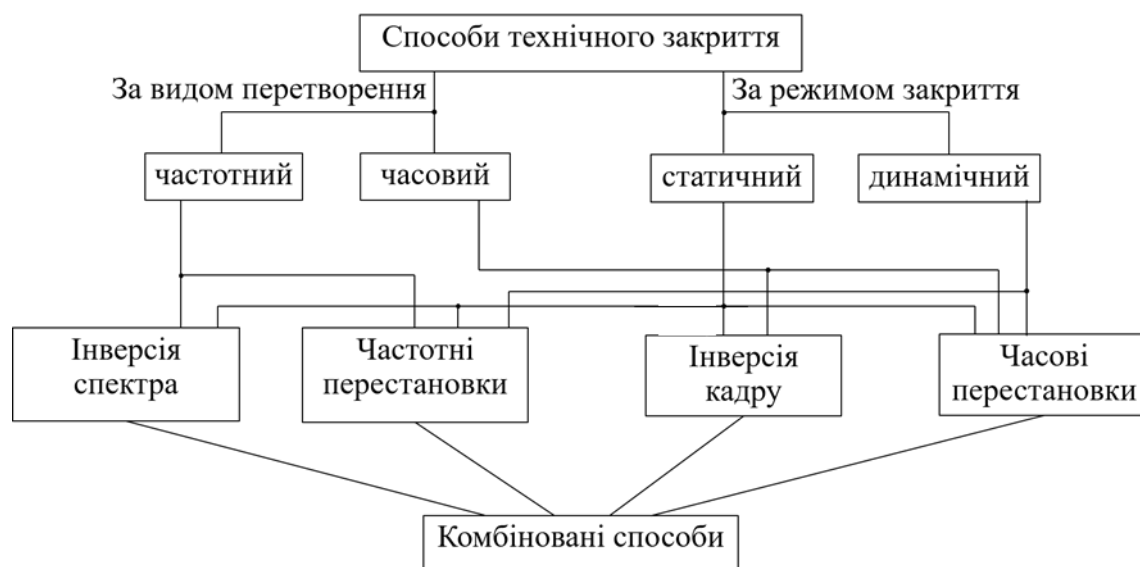 Способи технічного закриття
За видом перетворення
За режимом закриття
частотний
часовий
статичний
динамічний
Інверсія
спектра
Частотні
перестановки
Інверсія
кадру
Часові
перестановки
Комбіновані способи